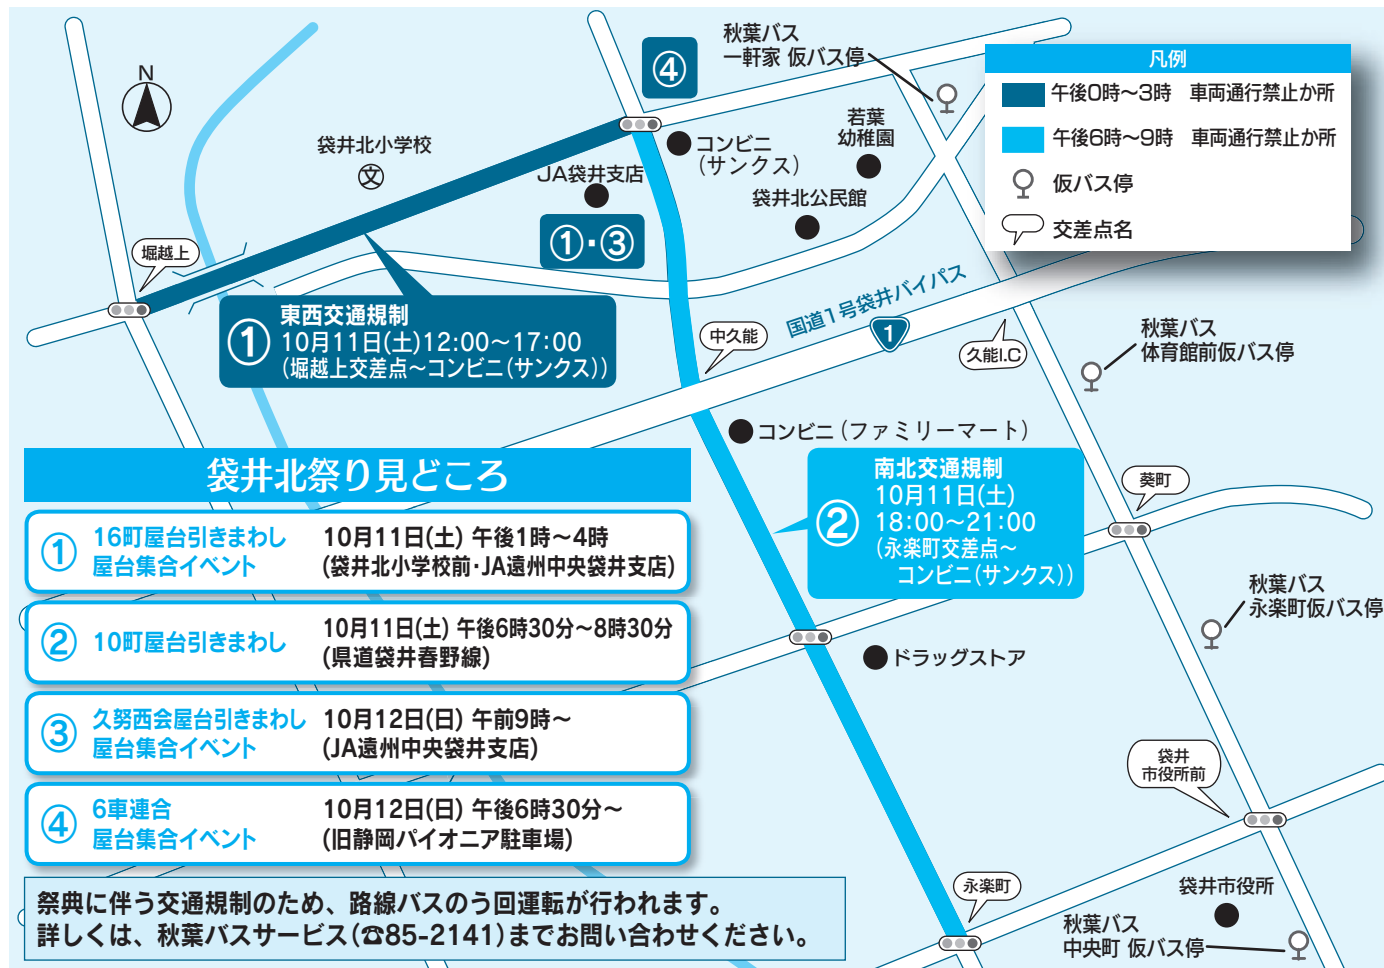 N
④
秋葉バス
一軒家 仮バス停
凡例
午後0時～3時 車両通行禁止か所
午後6時～9時 車両通行禁止か所
仮バス停
交差点名
若葉
幼稚園
コンビニ
(サンクス)
袋井北小学校
文
JA袋井支店
袋井北公民館
①・③
堀越上
① 東西交通規制
10月11日(土)12:00～17:00
(堀越上交差点～コンビニ(サンクス))
国道1号袋井バイパス
1
中久能
久能I.C
秋葉バス
体育館前仮バス停
コンビニ(ファミリーマート)
② 南北交通規制
10月11日(土)
18:00～21:00
(永楽町交差点～
コンビニ(サンクス))
葵町
秋葉バス
永楽町仮バス停
ドラッグストア
袋井
市役所前
永楽町
袋井市役所
秋葉バス
中央町 仮バス停
袋井北祭り見どころ
① 16町屋台引きまわし 10月11日(土) 午後1時～4時
屋台集合イベント (袋井北小学校前・JA遠州中央袋井支店)
② 10町屋台引きまわし 10月11日(土) 午後6時30分～8時30分
(県道袋井春野線)
③ 久努西会屋台引きまわし 10月12日(日) 午前9時～
屋台集合イベント (JA遠州中央袋井支店)
④ 6車連合 10月12日(日) 午後6時30分～
屋台集合イベント (旧静岡パイオニア駐車場)
祭典に伴う交通規制のため、路線バスのう回運転が行われます。
詳しくは、秋葉バスサービス(☎85-2141)までお問い合わせください。